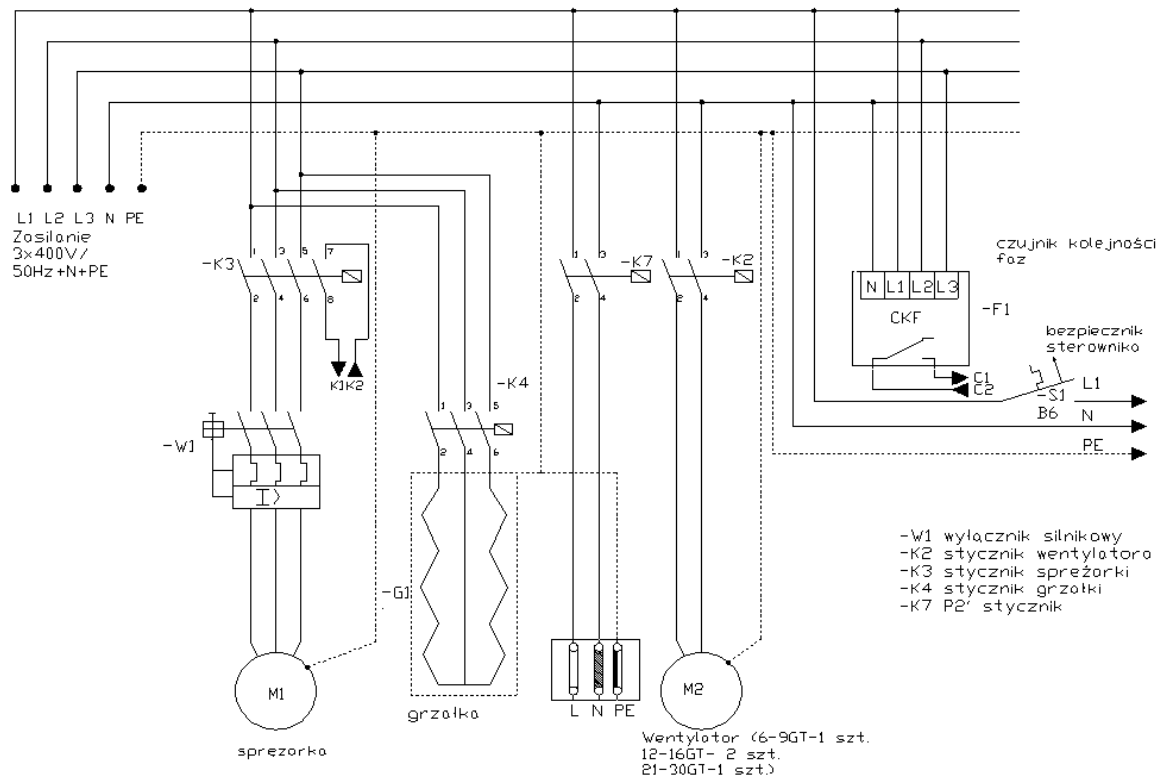 L1 L2 L3 N PE
Zasilanie
3x400V/
50Hz+N+PE
-K3
1 3 5 7
2 4 6 8
K1 K2
-W1
I>
M1
sprężarka
-K4
1 3 5
2 4 6
-G1
grzałka
-K7
1 3
2 4
L N PE
-K2
1 3
2 4
M2
Wentylator (6-9GT-1 szt.
12-16GT- 2 szt.
21-30GT-1 szt.)
czujnik kolejności
faz
N L1 L2 L3
CKF
-F1
C1
C2
bezpiecznik
sterownika
-S1
B6
L1
N
PE
-W1 wyłącznik silnikowy
-K2 stycznik wentylatora
-K3 stycznik sprężarki
-K4 stycznik grzałki
-K7 P2' stycznik